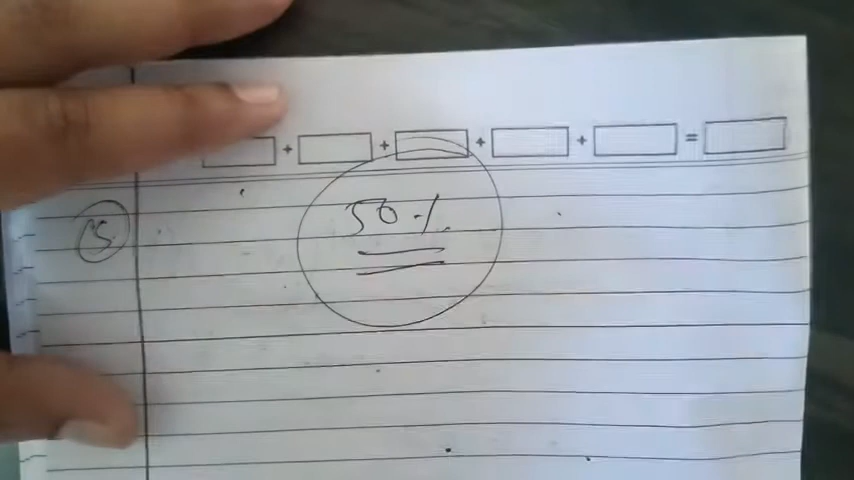 + + + + =
50 %
15